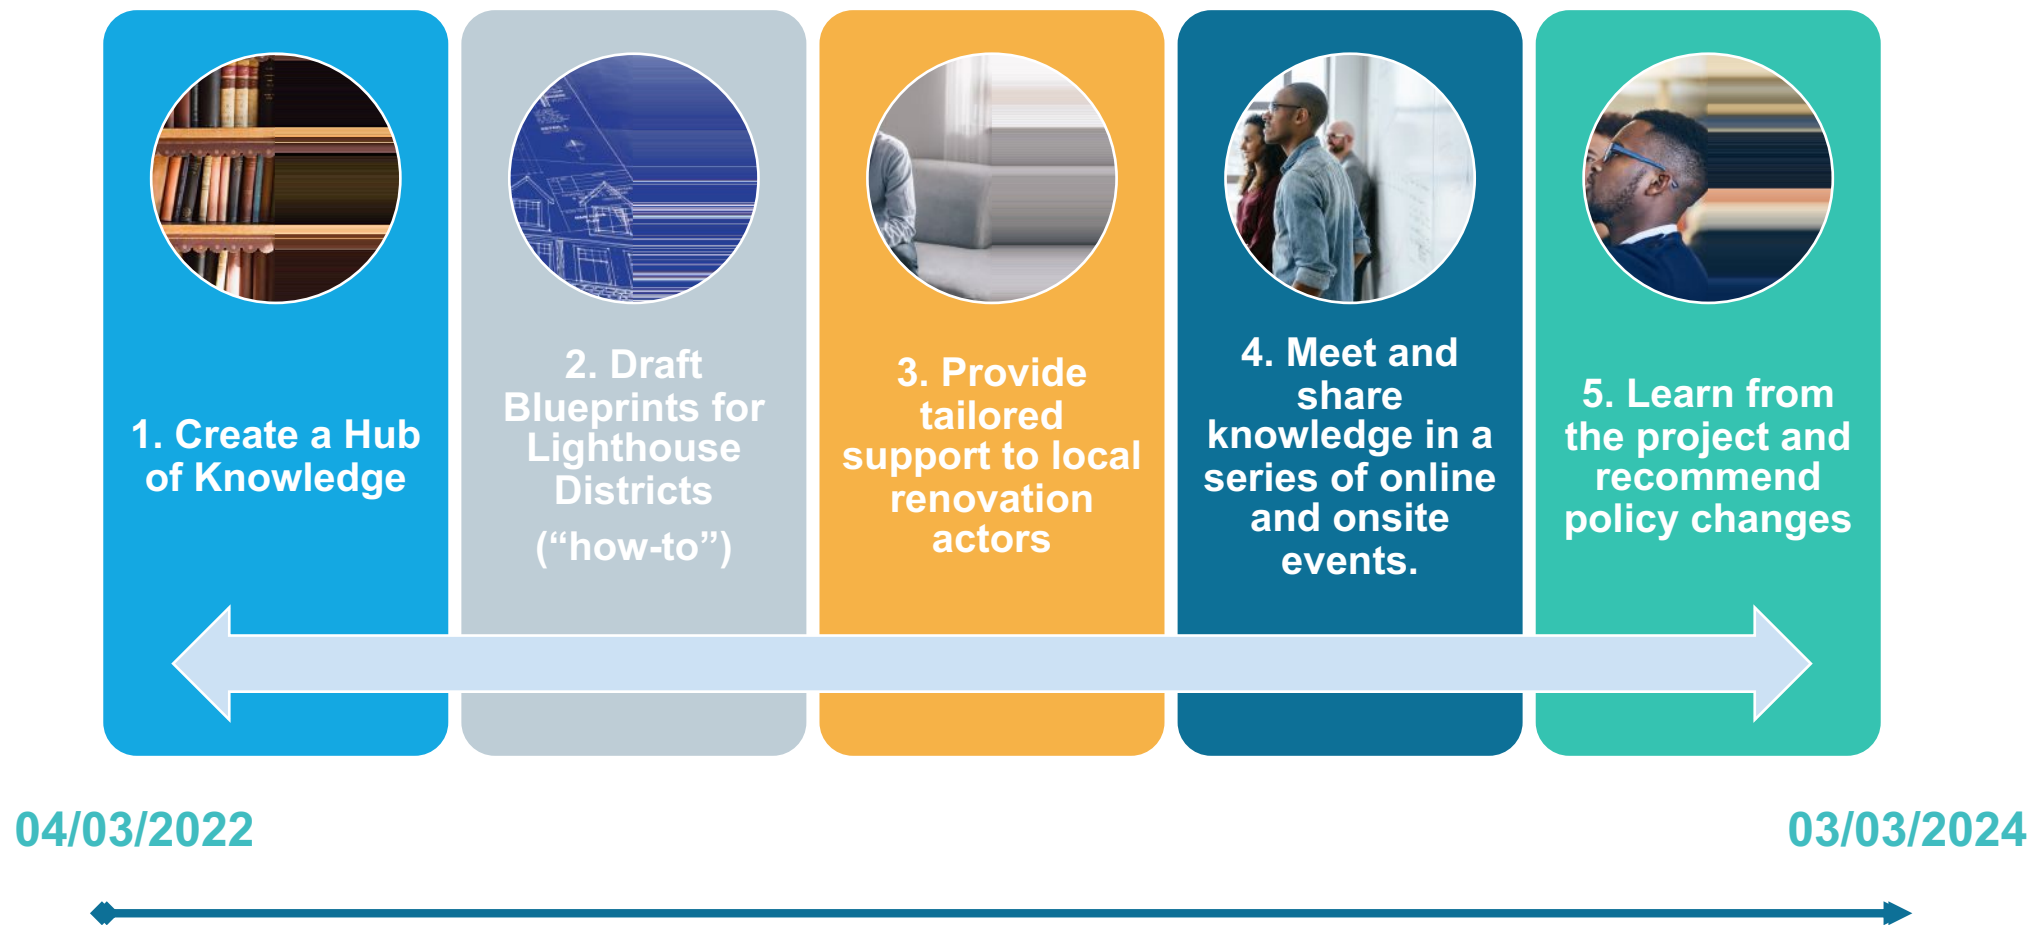 1. Create a Hub
of Knowledge
2. Draft
Blueprints for
Lighthouse
Districts
(“how-to”)
3. Provide
tailored
support to local
renovation
actors
4. Meet and
share
knowledge in a
series of online
and onsite
events.
5. Learn from
the project and
recommend
policy changes
04/03/2022
03/03/2024